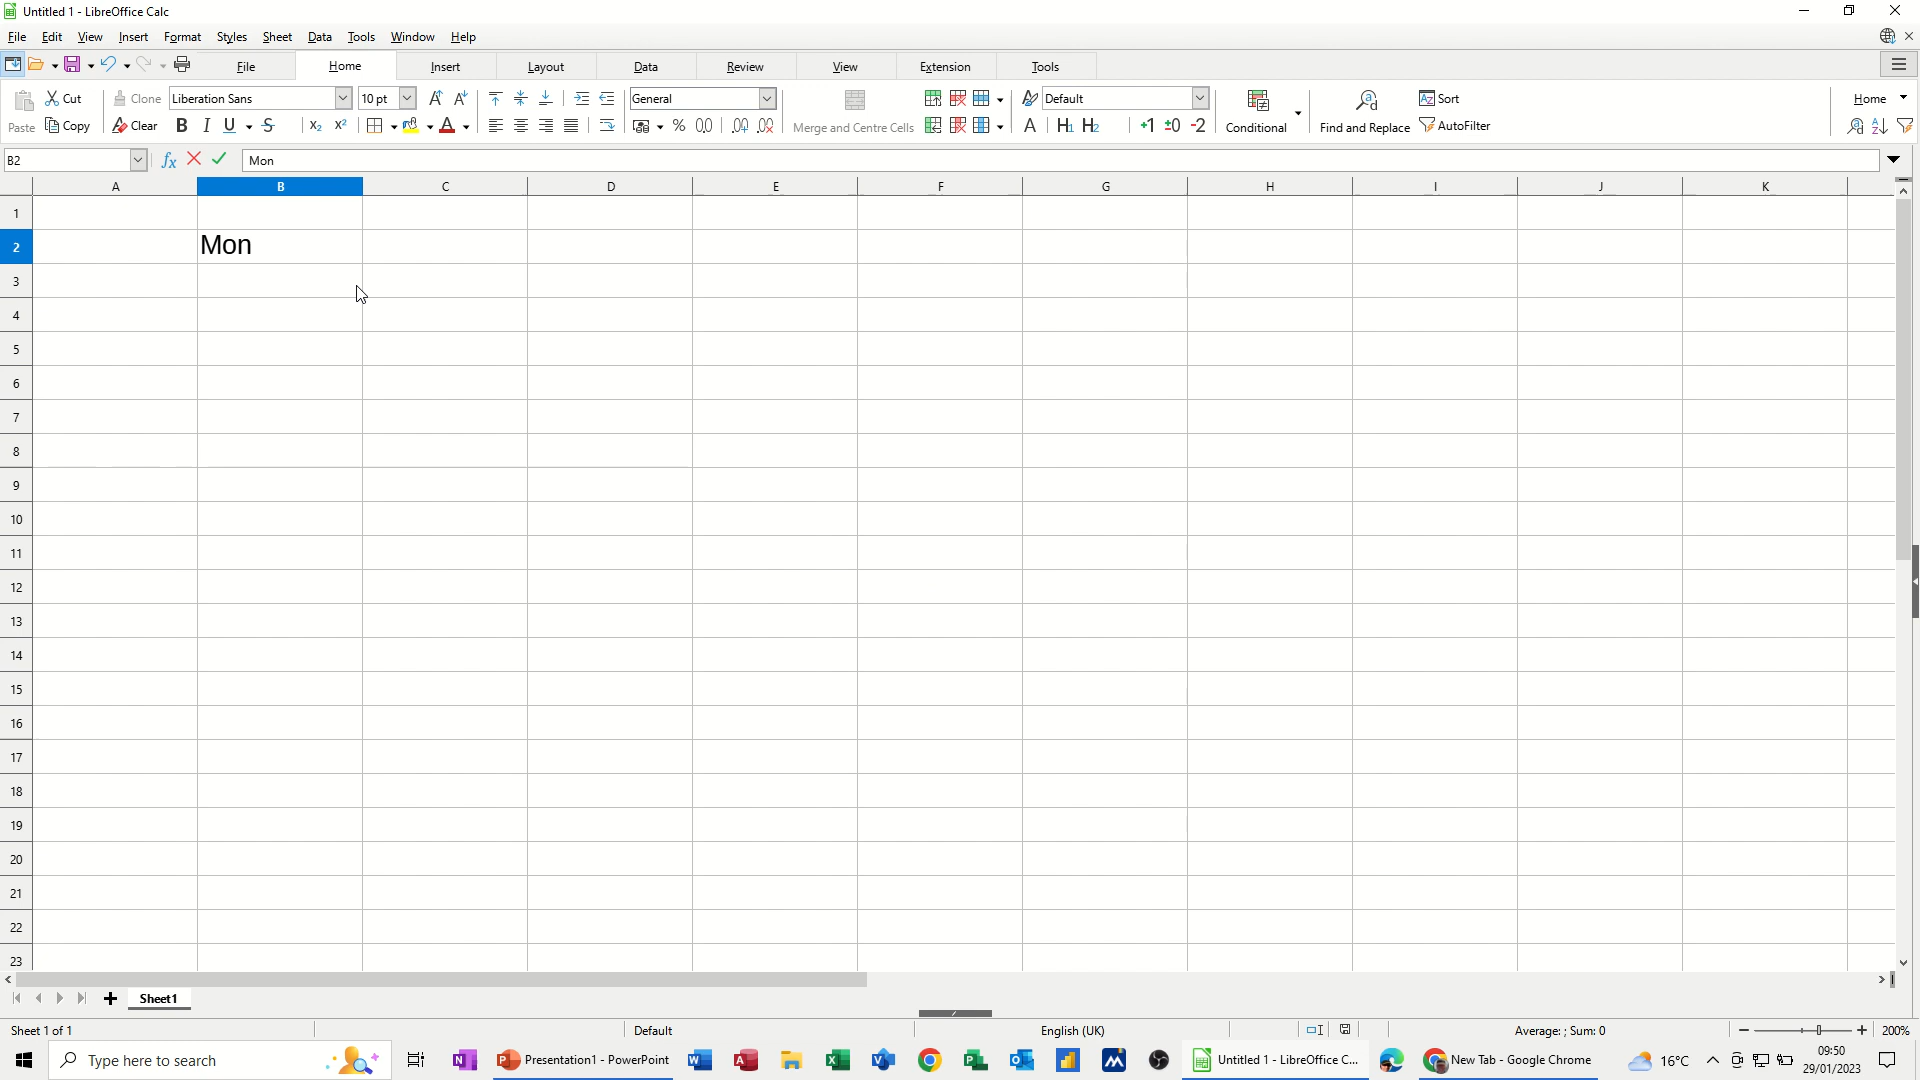 Untitled 1 - LibreOffice Calc
File Edit View Insert Format Styles Sheet Data Tools Window Help
File Home Insert Layout Data Review View Extension Tools
Cut Clone Liberation Sans 10 pt General Default Sort Home
Paste Copy Clear B I U S Merge and Centre Cells Conditional Find and Replace AutoFilter
B2 fx Mon
A B C D E F G H I J K
1
2 Mon
3
4
5
6
7
8
9
10
11
12
13
14
15
16
17
18
19
20
21
22
23
Sheet1
Sheet 1 of 1 Default English (UK) Average: ; Sum: 0 200%
Type here to search Presentation1 - PowerPoint Untitled 1 - LibreOffice C... New Tab - Google Chrome 16°C 09:50
29/01/2023